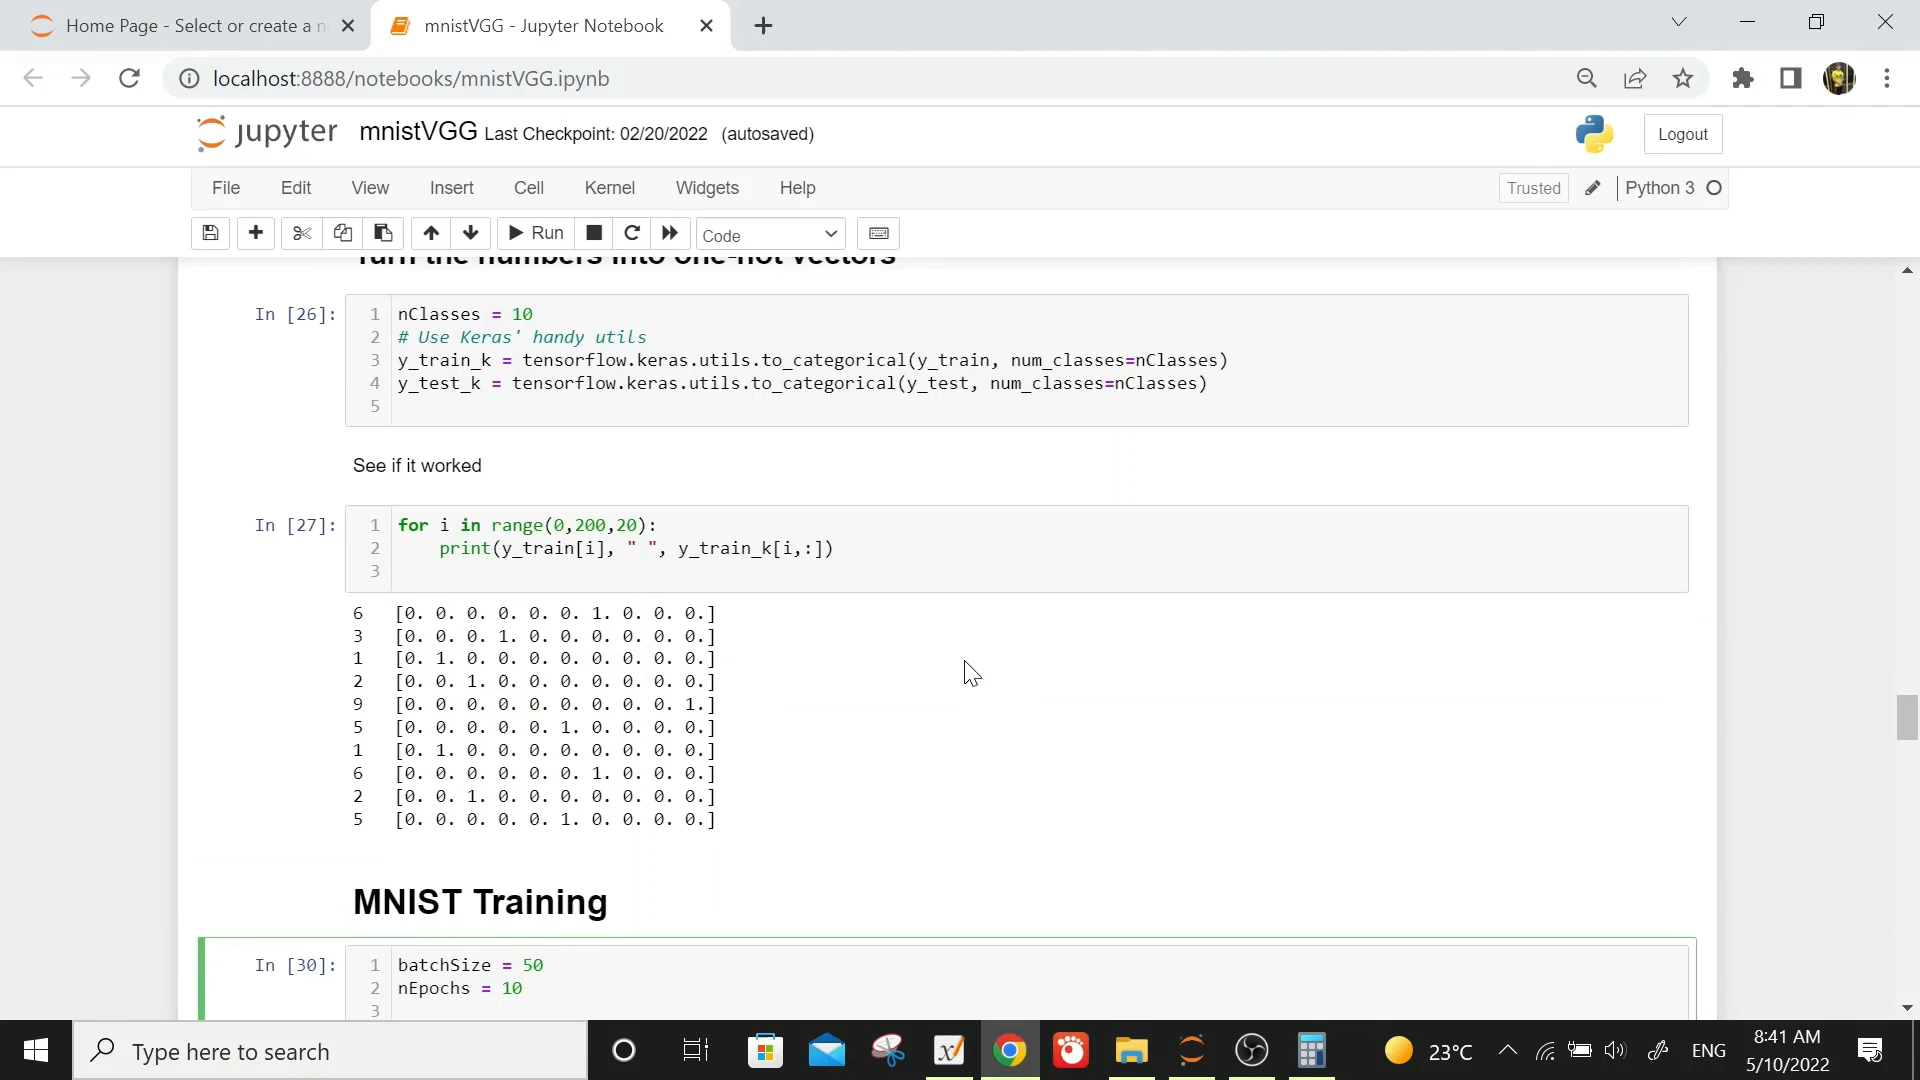 Home Page - Select or create a n
mnistVGG - Jupyter Notebook
localhost:8888/notebooks/mnistVGG.ipynb
jupyter mnistVGG Last Checkpoint: 02/20/2022 (autosaved)
Logout
File Edit View Insert Cell Kernel Widgets Help
Trusted Python 3
Run Code
Turn the numbers into one-hot vectors
In [26]:
1 nClasses = 10
2 # Use Keras' handy utils
3 y_train_k = tensorflow.keras.utils.to_categorical(y_train, num_classes=nClasses)
4 y_test_k = tensorflow.keras.utils.to_categorical(y_test, num_classes=nClasses)
5
See if it worked
In [27]:
1 for i in range(0,200,20):
2     print(y_train[i], " ", y_train_k[i,:])
3
6   [0. 0. 0. 0. 0. 0. 1. 0. 0. 0.]
3   [0. 0. 0. 1. 0. 0. 0. 0. 0. 0.]
1   [0. 1. 0. 0. 0. 0. 0. 0. 0. 0.]
2   [0. 0. 1. 0. 0. 0. 0. 0. 0. 0.]
9   [0. 0. 0. 0. 0. 0. 0. 0. 0. 1.]
5   [0. 0. 0. 0. 0. 1. 0. 0. 0. 0.]
1   [0. 1. 0. 0. 0. 0. 0. 0. 0. 0.]
6   [0. 0. 0. 0. 0. 0. 1. 0. 0. 0.]
2   [0. 0. 1. 0. 0. 0. 0. 0. 0. 0.]
5   [0. 0. 0. 0. 0. 1. 0. 0. 0. 0.]
MNIST Training
In [30]:
1 batchSize = 50
2 nEpochs = 10
3
Type here to search
23°C
ENG
8:41 AM
5/10/2022